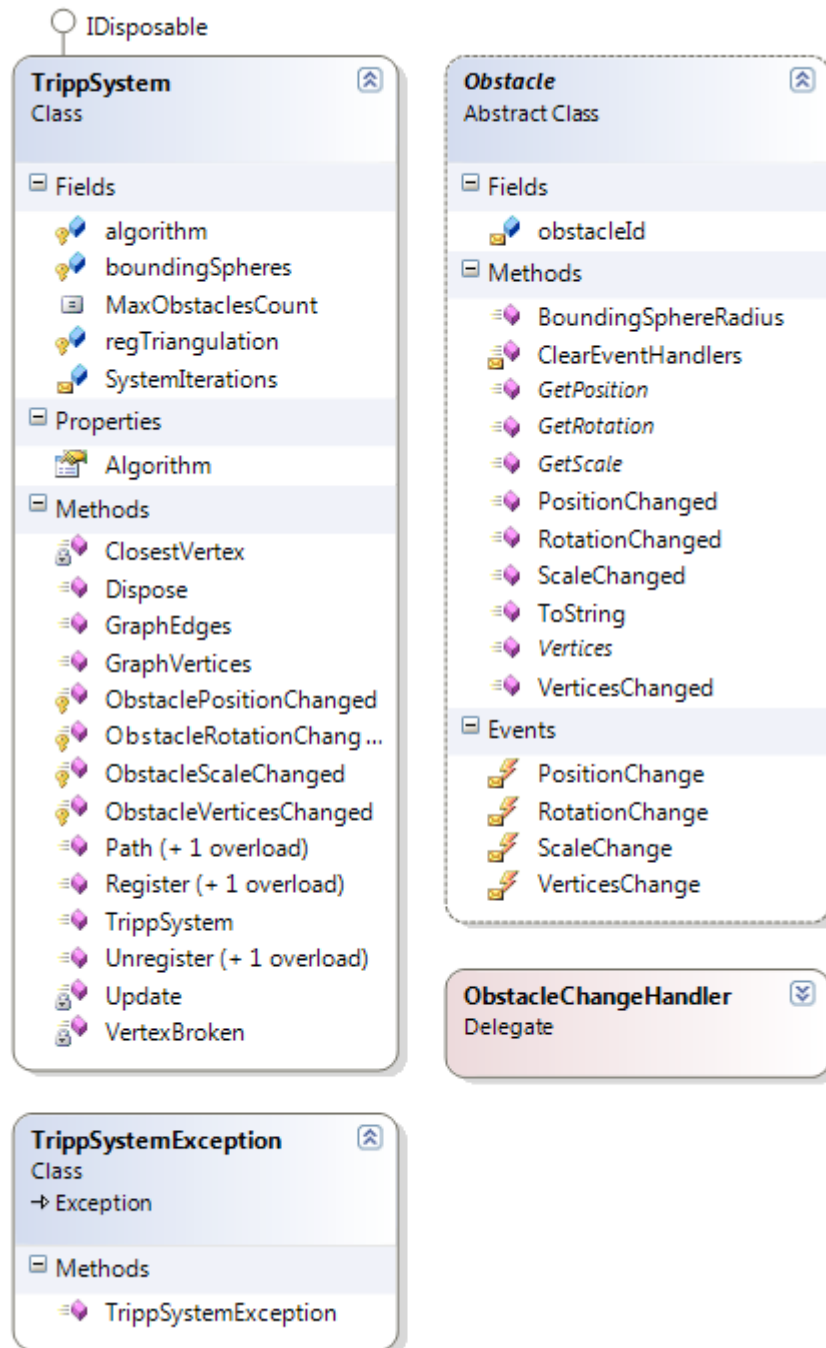 IDisposable
TrippSystem
Class
Fields
algorithm
boundingSpheres
MaxObstaclesCount
regTriangulation
SystemIterations
Properties
Algorithm
Methods
ClosestVertex
Dispose
GraphEdges
GraphVertices
ObstaclePositionChanged
ObstacleRotationChang ...
ObstacleScaleChanged
ObstacleVerticesChanged
Path (+ 1 overload)
Register (+ 1 overload)
TrippSystem
Unregister (+ 1 overload)
Update
VertexBroken
Obstacle
Abstract Class
Fields
obstacleId
Methods
BoundingSphereRadius
ClearEventHandlers
GetPosition
GetRotation
GetScale
PositionChanged
RotationChanged
ScaleChanged
ToString
Vertices
VerticesChanged
Events
PositionChange
RotationChange
ScaleChange
VerticesChange
ObstacleChangeHandler
Delegate
TrippSystemException
Class
Exception
Methods
TrippSystemException